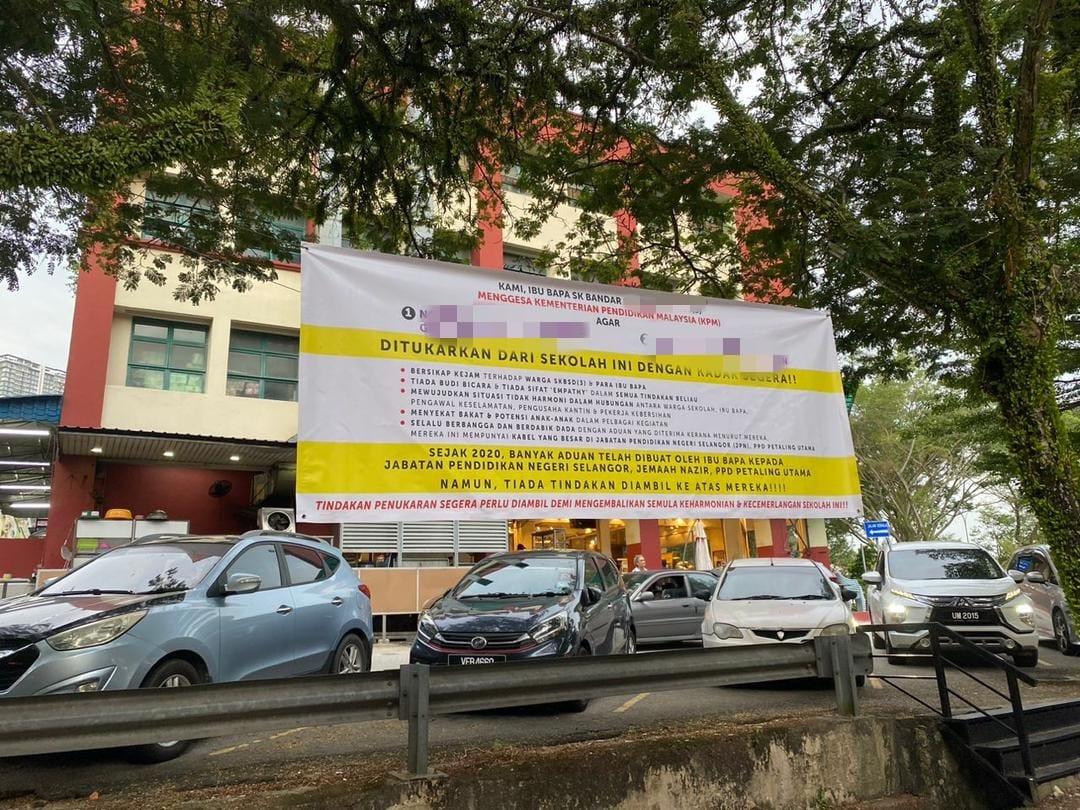 KAMI, IBU BAPA SK BANDAR
MENGGESA KEMENTERIAN PENDIDIKAN MALAYSIA (KPM)
1 AGAR
DITUKARKAN DARI SEKOLAH INI DENGAN KADAR SEGERA!!
• BERSIKAP KEJAM TERHADAP WARGA SKBSD(3) & PARA IBU BAPA
• TIADA BUDI BICARA & TIADA SIFAT 'EMPATHY' DALAM SEMUA TINDAKAN BELIAU
• MEWUJUDKAN SITUASI TIDAK HARMONI DALAM HUBUNGAN ANTARA WARGA SEKOLAH, IBU BAPA,
PENGAWAL KESELAMATAN, PENGUSAHA KANTIN & PEKERJA KEBERSIHAN
• MENYEKAT BAKAT & POTENSI ANAK-ANAK DALAM PELBAGAI KEGIATAN
• SELALU BERBANGGA DAN BERDABIK DADA DENGAN ADUAN YANG DITERIMA KERANA MENURUT MEREKA,
MEREKA INI MEMPUNYAI KABEL YANG BESAR DI JABATAN PENDIDIKAN NEGERI SELANGOR (JPN), PPD PETALING UTAMA
SEJAK 2020, BANYAK ADUAN TELAH DIBUAT OLEH IBU BAPA KEPADA
JABATAN PENDIDIKAN NEGERI SELANGOR, JEMAAH NAZIR, PPD PETALING UTAMA
NAMUN, TIADA TINDAKAN DIAMBIL KE ATAS MEREKA!!!!
TINDAKAN PENUKARAN SEGERA PERLU DIAMBIL DEMI MENGEMBALIKAN SEMULA KEHARMONIAN & KECEMERLANGAN SEKOLAH INI!!
UM 2015